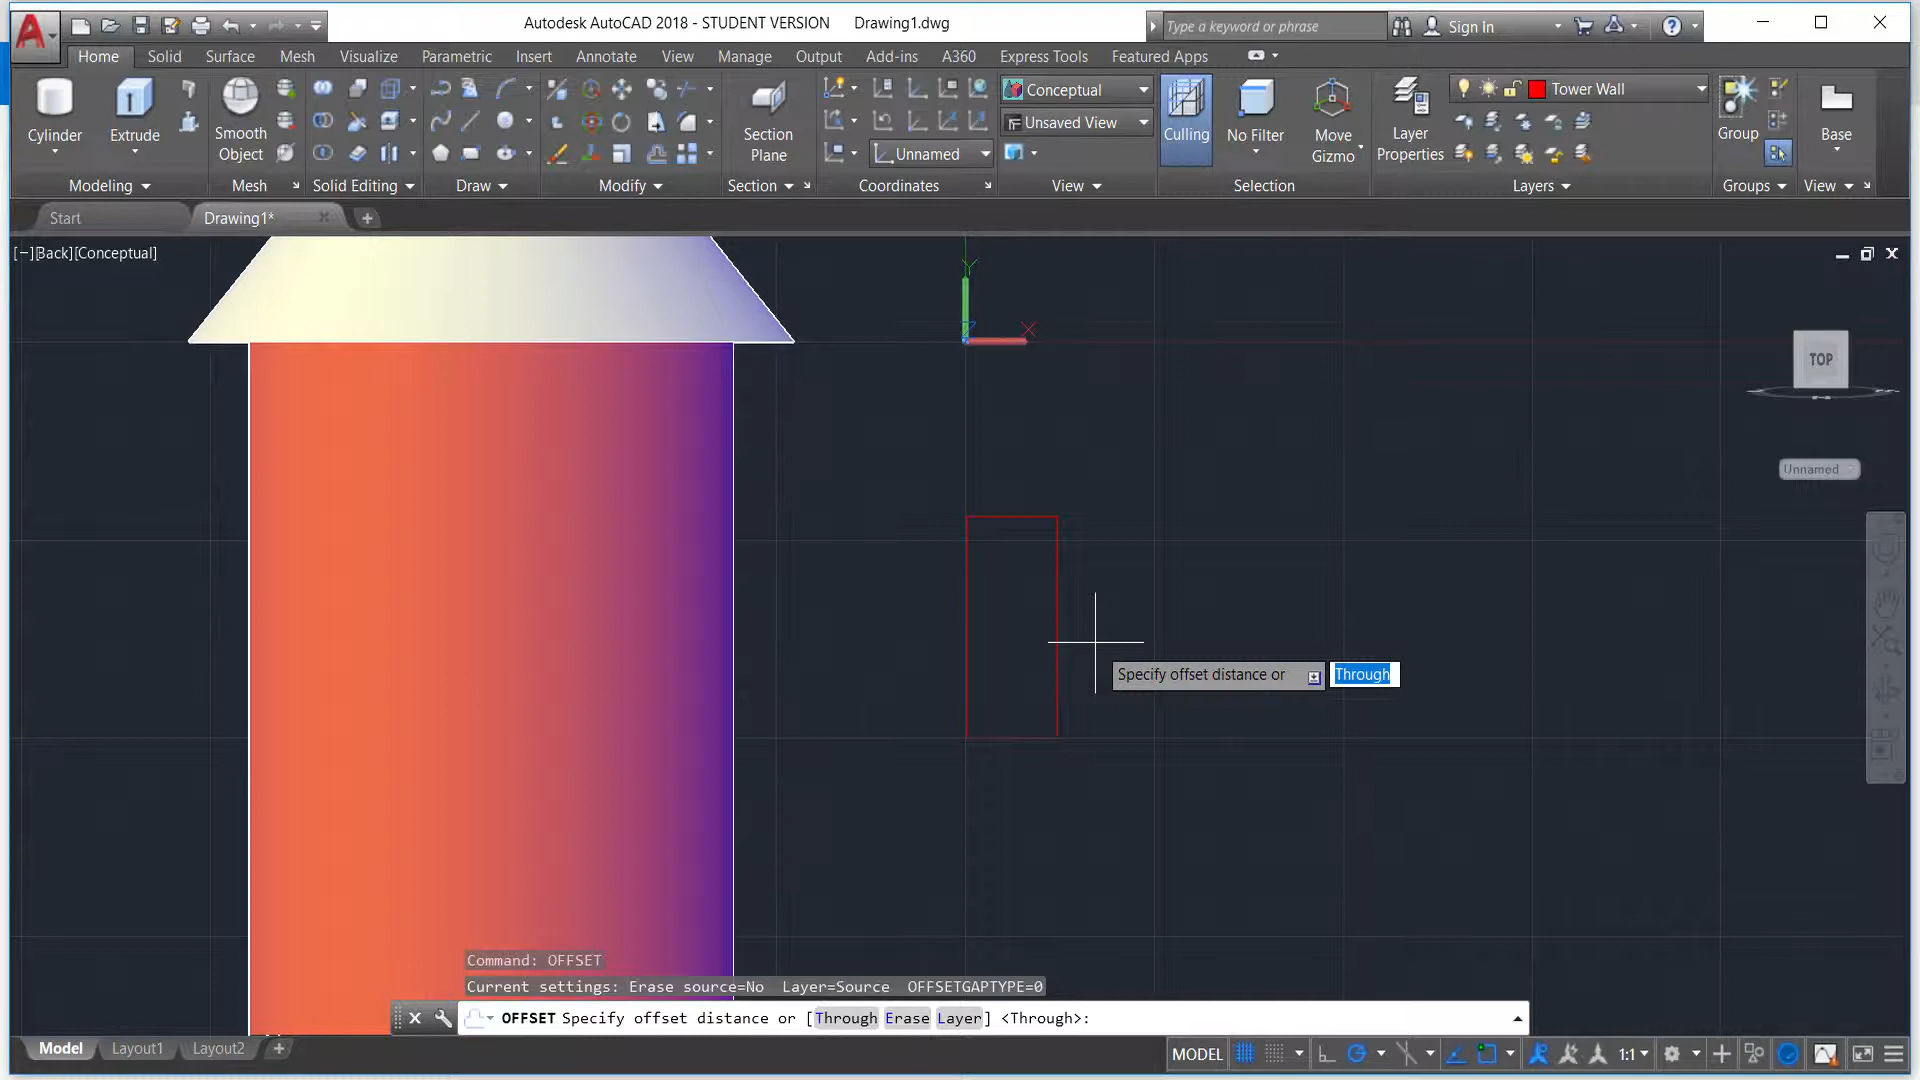 Autodesk AutoCAD 2018 - STUDENT VERSION Drawing1.dwg
Type a keyword or phrase
Sign In
Home Solid Surface Mesh Visualize Parametric Insert Annotate View Manage Output Add-ins A360 Express Tools Featured Apps
Cylinder
Extrude
Smooth
Object
Section
Plane
Unnamed
Conceptual
Unsaved View
Culling
No Filter
Move
Gizmo
Layer
Properties
Tower Wall
Group
Base
Modeling Mesh Solid Editing Draw Modify Section Coordinates View Selection Layers Groups View
Start Drawing1*
[−][Back][Conceptual]
Y
Z
X
TOP
Unnamed
Specify offset distance or Through
Command: OFFSET
Current settings: Erase source=No Layer=Source OFFSETGAPTYPE=0
OFFSET Specify offset distance or [Through Erase Layer] <Through>:
Model Layout1 Layout2
MODEL 1:1